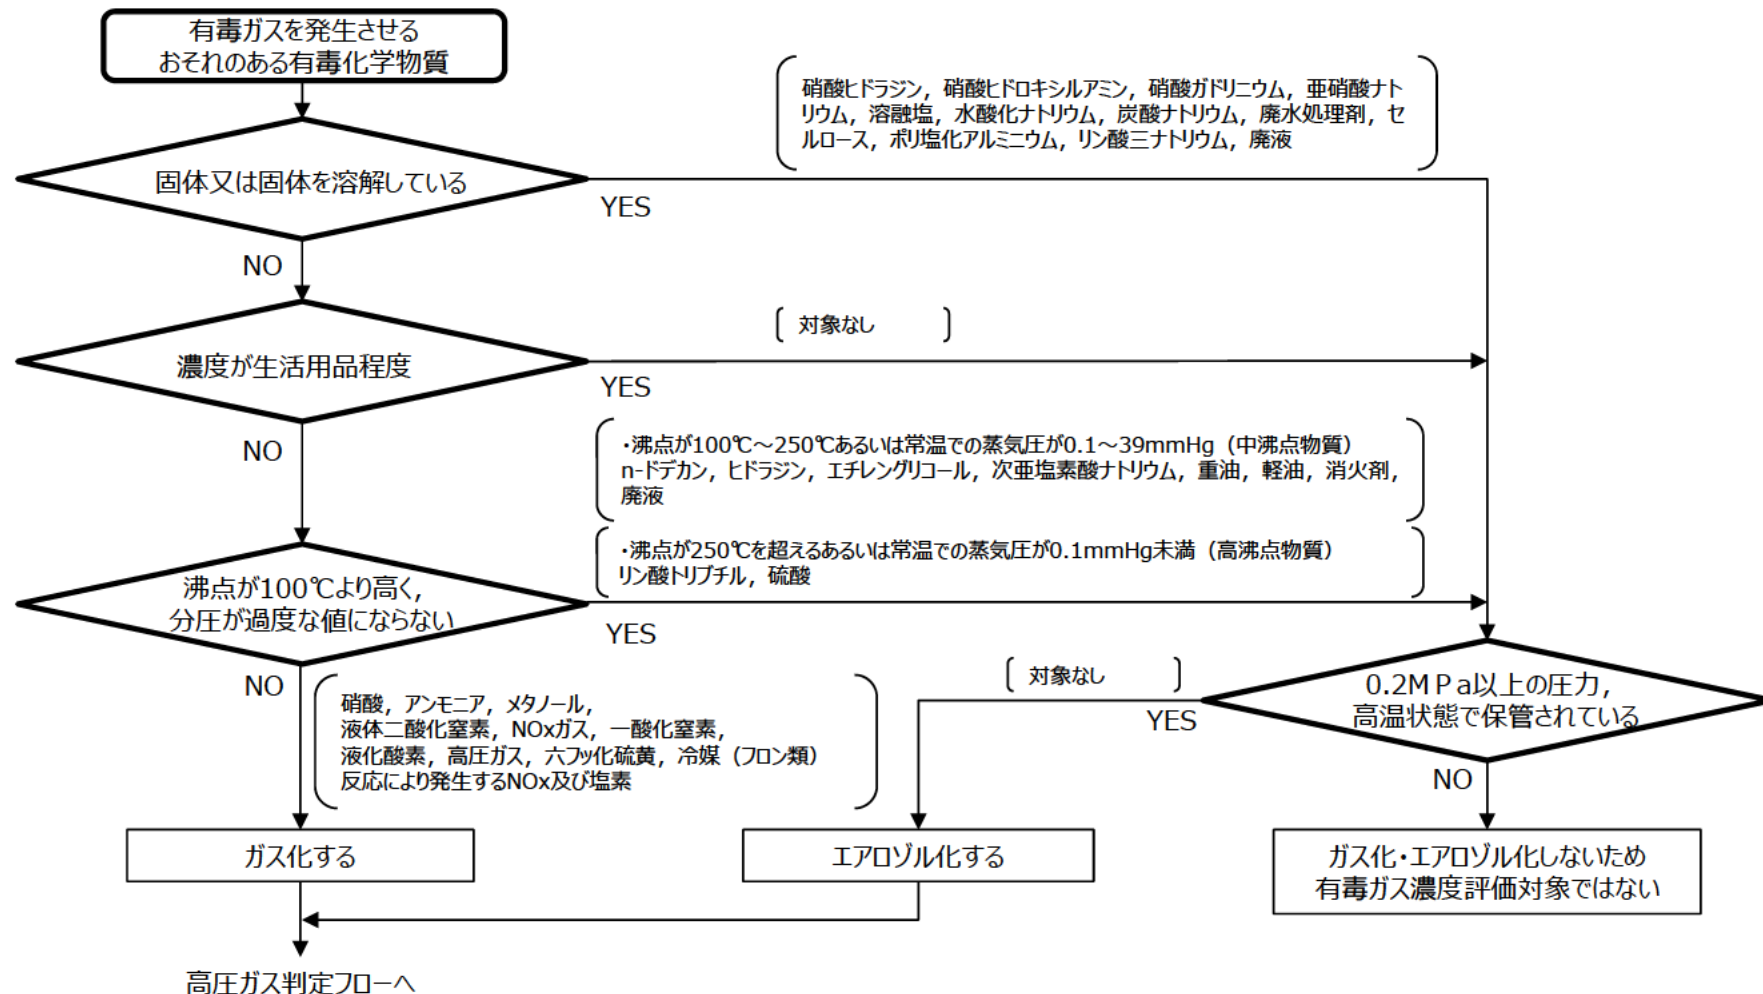 有毒ガスを発生させる
おそれのある有毒化学物質
硝酸ヒドラジン，硝酸ヒドロキシルアミン，硝酸ガドリニウム，亜硝酸ナト
リウム，溶融塩，水酸化ナトリウム，炭酸ナトリウム，廃水処理剤，セ
ルロース，ポリ塩化アルミニウム，リン酸三ナトリウム，廃液
固体又は固体を溶解している
YES
NO
対象なし
濃度が生活用品程度
YES
NO
・沸点が100℃～250℃あるいは常温での蒸気圧が0.1～39mmHg（中沸点物質）
n-ドデカン，ヒドラジン，エチレングリコール，次亜塩素酸ナトリウム，重油，軽油，消火剤，
廃液
・沸点が250℃を超えるあるいは常温での蒸気圧が0.1mmHg未満（高沸点物質）
リン酸トリブチル，硫酸
沸点が100℃より高く，
分圧が過度な値にならない
YES
NO
対象なし
0.2MＰa以上の圧力，
高温状態で保管されている
YES
NO
硝酸，アンモニア，メタノール，
液体二酸化窒素，NOxガス，一酸化窒素，
液化酸素，高圧ガス，六フッ化硫黄，冷媒（フロン類）
反応により発生するNOx及び塩素
ガス化する
エアロゾル化する
ガス化・エアロゾル化しないため
有毒ガス濃度評価対象ではない
高圧ガス判定フローへ